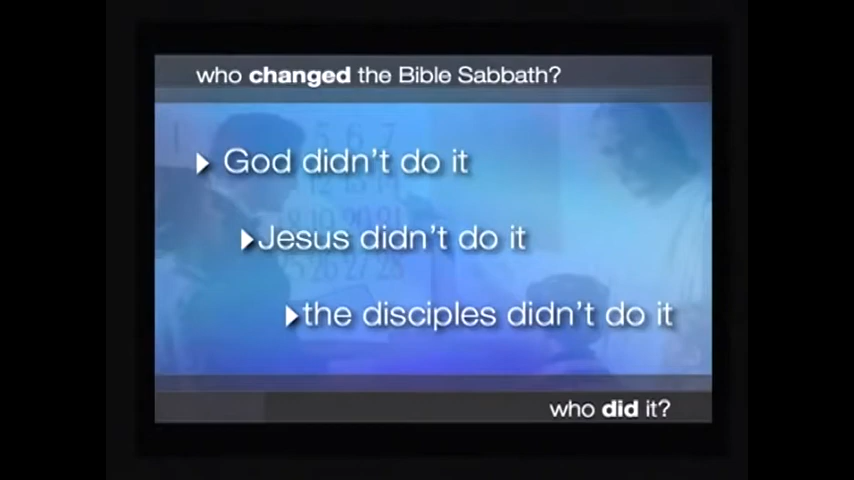 who changed the Bible Sabbath?
God didn't do it
Jesus didn't do it
the disciples didn't do it
who did it?